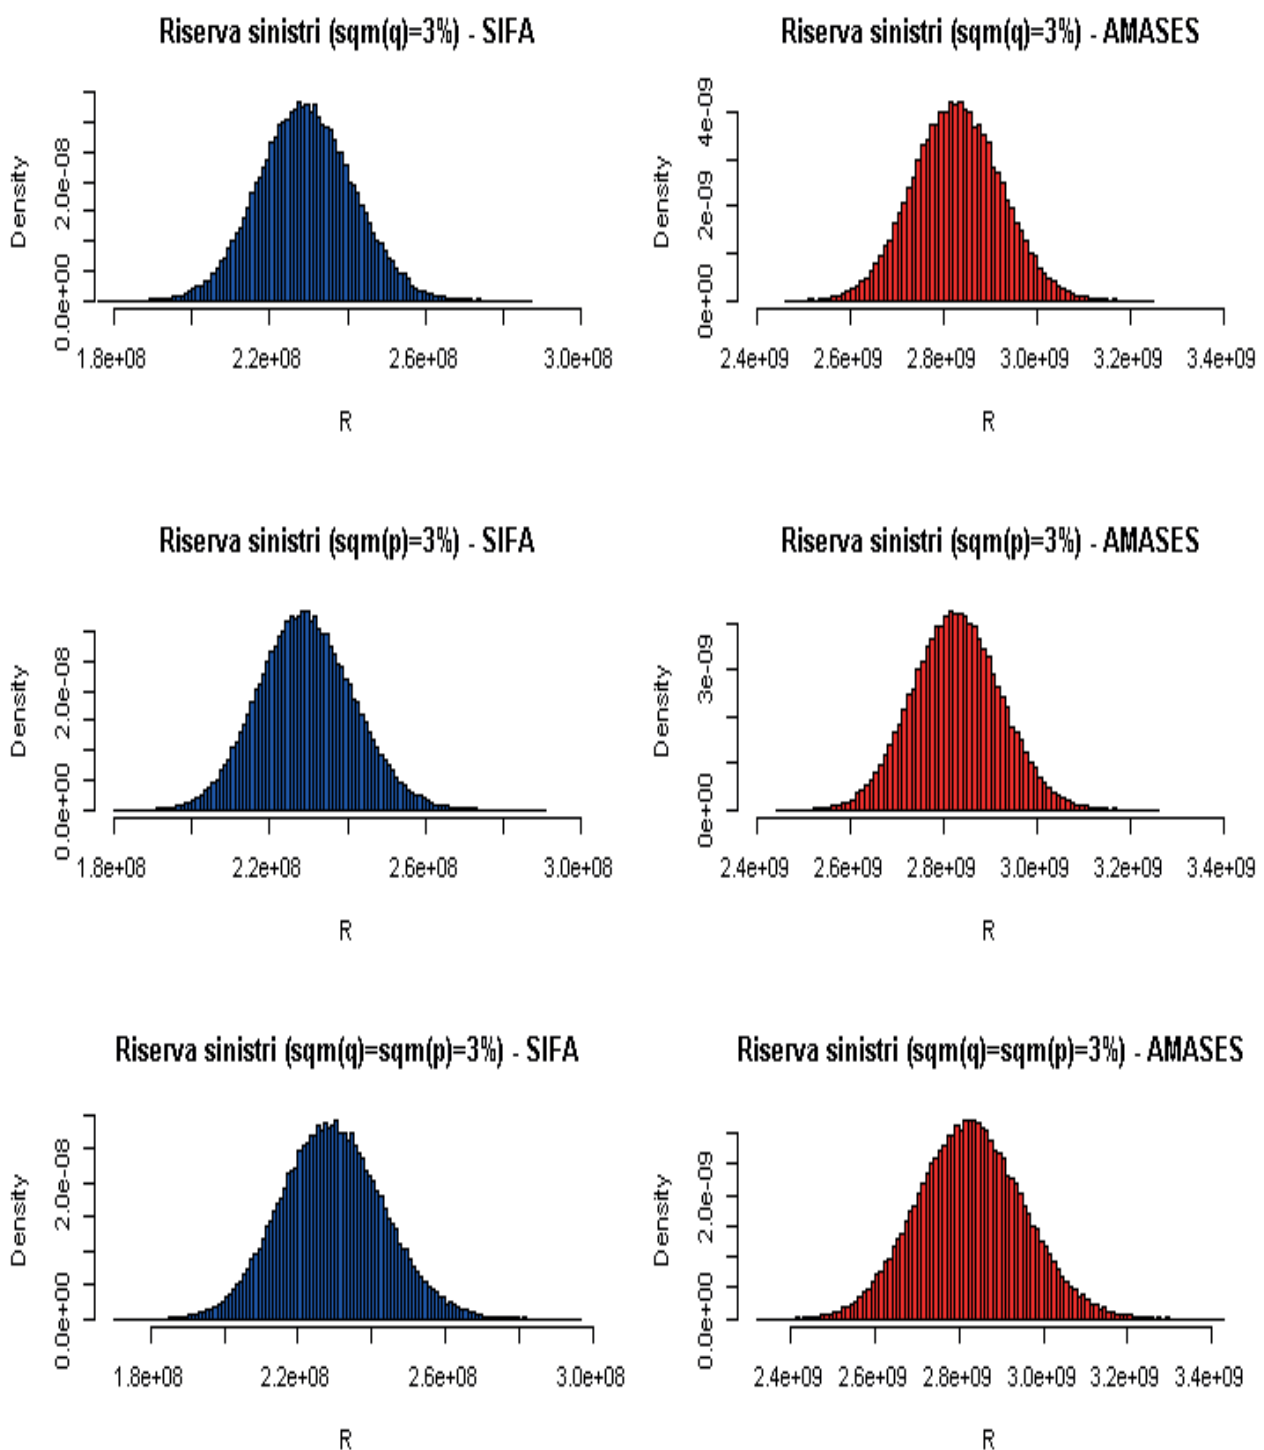 Riserva sinistri (sqm(q)=3%) - SIFA
Density
0.0e+00 2.0e-08
1.8e+08 2.2e+08 2.6e+08 3.0e+08
R
Riserva sinistri (sqm(q)=3%) - AMASES
Density
0e+00 2e-09 4e-09
2.4e+09 2.6e+09 2.8e+09 3.0e+09 3.2e+09 3.4e+09
R
Riserva sinistri (sqm(p)=3%) - SIFA
Density
0.0e+00 2.0e-08
1.8e+08 2.2e+08 2.6e+08 3.0e+08
R
Riserva sinistri (sqm(p)=3%) - AMASES
Density
0e+00 3e-09
2.4e+09 2.6e+09 2.8e+09 3.0e+09 3.2e+09 3.4e+09
R
Riserva sinistri (sqm(q)=sqm(p)=3%) - SIFA
Density
0.0e+00 2.0e-08
1.8e+08 2.2e+08 2.6e+08 3.0e+08
R
Riserva sinistri (sqm(q)=sqm(p)=3%) - AMASES
Density
0.0e+00 2.0e-09
2.4e+09 2.6e+09 2.8e+09 3.0e+09 3.2e+09 3.4e+09
R